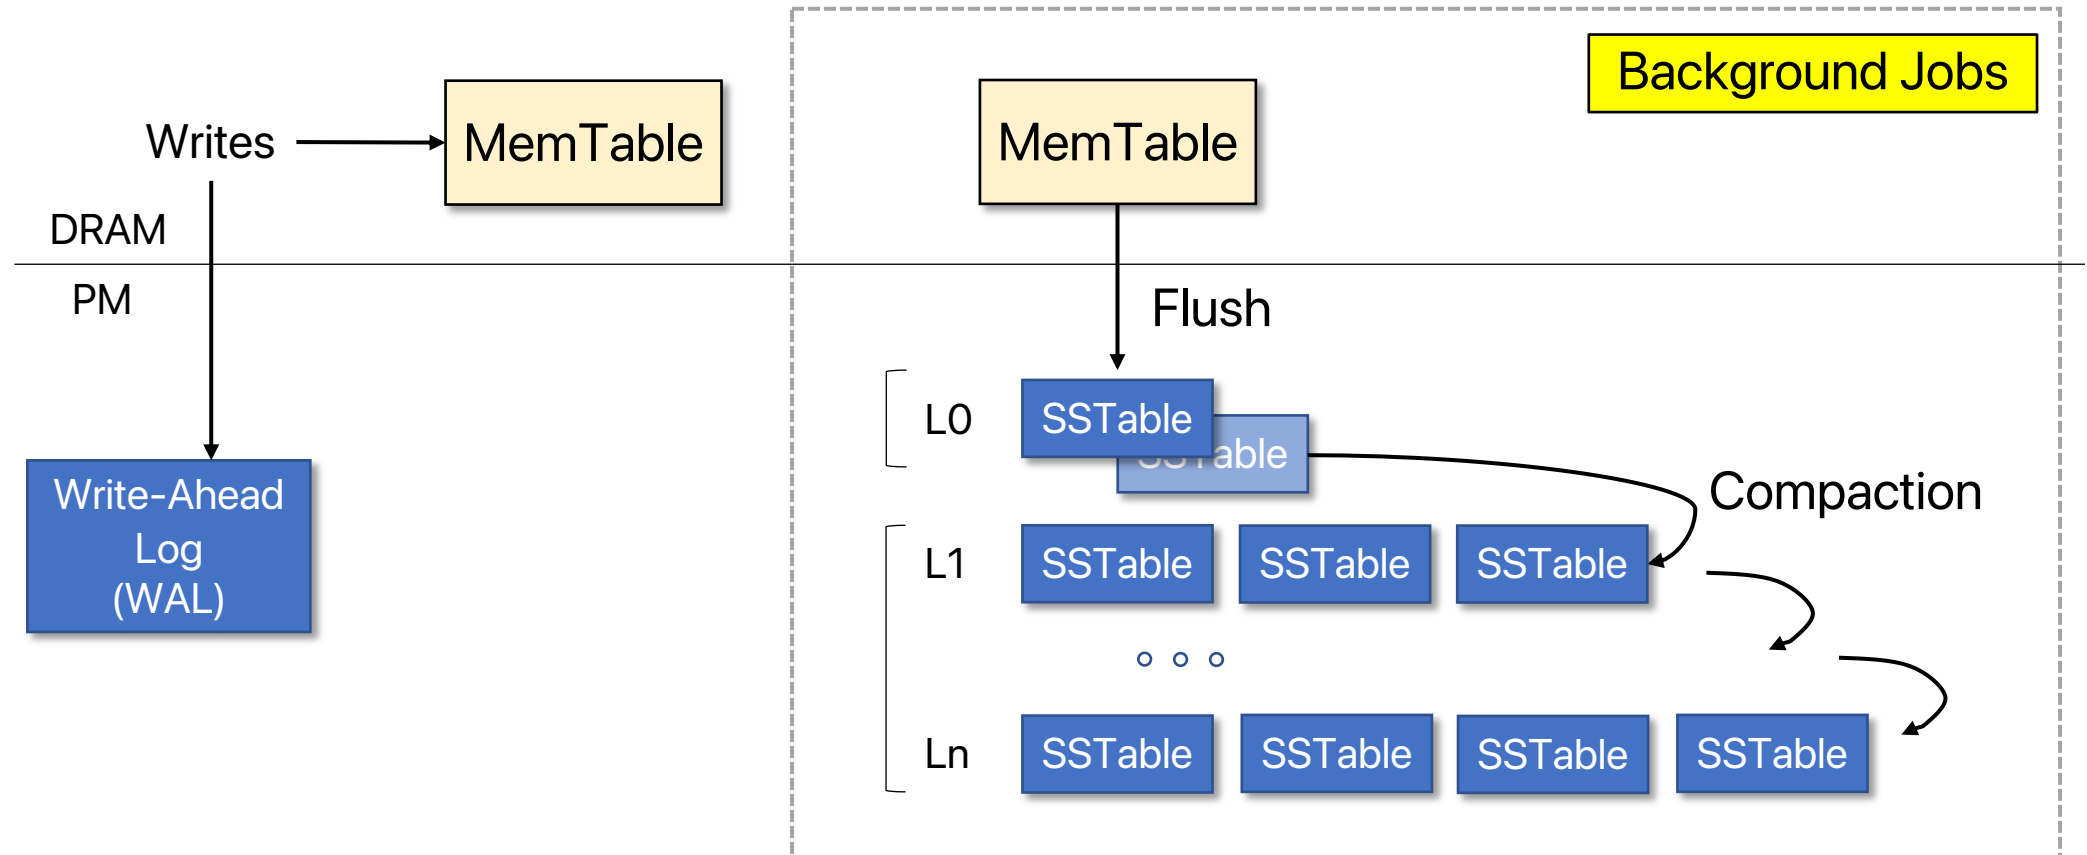 Background Jobs
Writes
MemTable
MemTable
DRAM
PM
Flush
L0
SSTable
SSTable
Compaction
Write-Ahead
Log
(WAL)
L1
SSTable
SSTable
SSTable
Ln
SSTable
SSTable
SSTable
SSTable